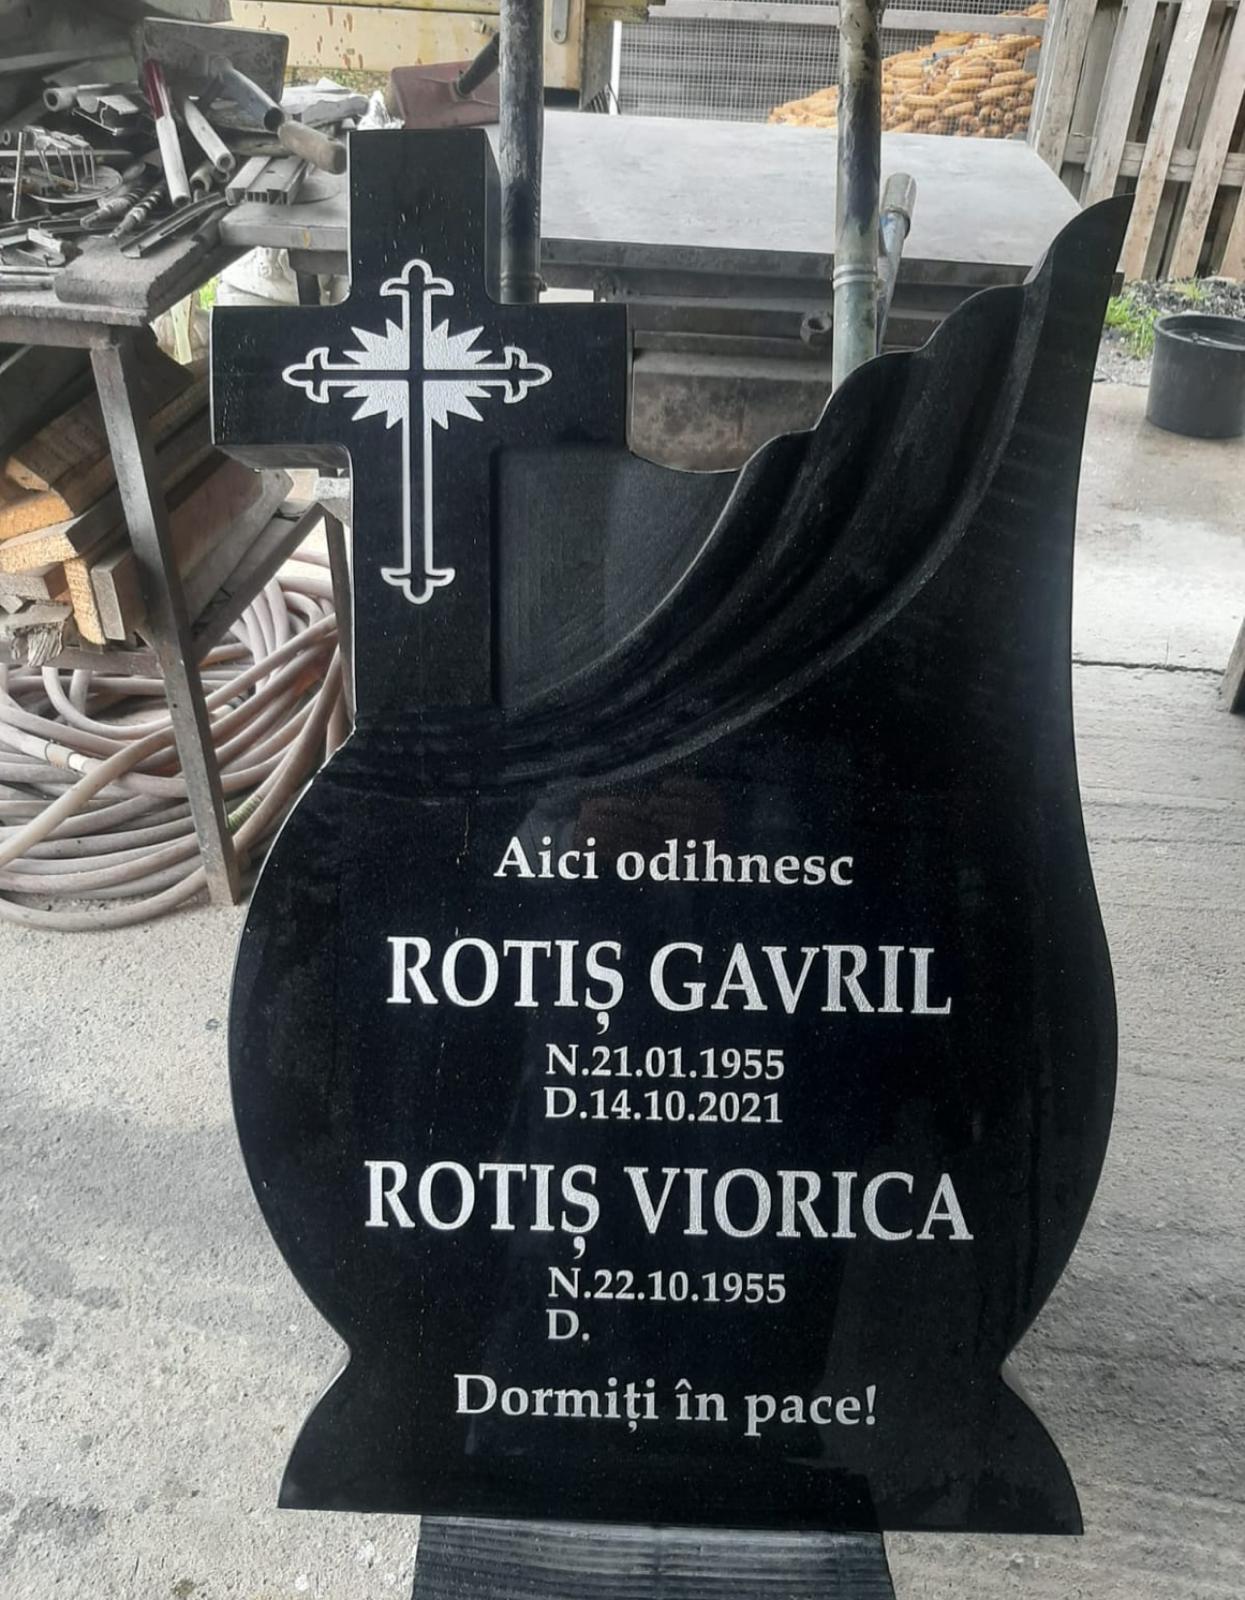 Aici odihnesc
ROTIȘ GAVRIL
N.21.01.1955
D.14.10.2021
ROTIȘ VIORICA
N.22.10.1955
D.
Dormiți în pace!